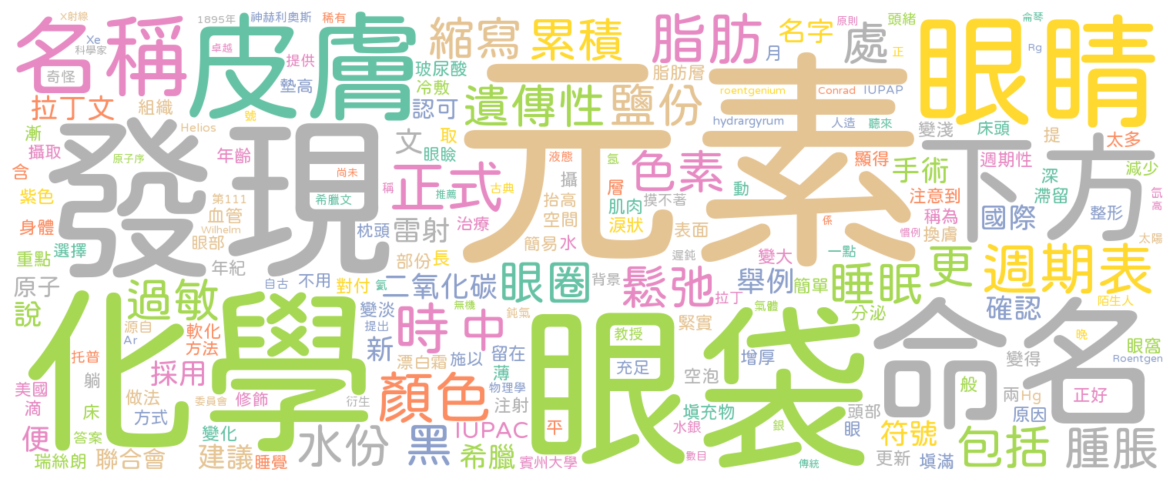 X射線
1895年 神赫利奧斯 稀有 原則 頭緒 侖琴
名稱 皮膚 縮寫 累積 脂肪 名字 處 眼睛
Xe 科學家 卓越 提供 月 正 Rg
奇怪 墊高 玻尿酸 脂肪層
拉丁文 組織 冷敷 認可 遺傳性 鹽份 roentgenium Conrad IUPAP
漸 Helios 號 文 取 hydrargyrum 人造 聽來 變淺 床頭 提 太多
發現 元素 下方
攝取 原子序 年齡 尚未 正式 眼瞼 液態 氮 色素 顯得 手術 週期性 減少
含 紫色 第111 希臘文 稱 古典 推薦 攝 層 摸不著 動 注意到 深 滯留 氙 高
身體 血管 Wilhelm 枕頭 雷射 治療 抬高 空間 肌肉 淚狀 表面 係 稱為 國際 整形
重點 選擇 眼部 部份 長 簡易 水 遲鈍 變大 慣例 換膚 一點 太陽
原子 年紀 自古 不用 對付 氦 二氧化碳 眼圈 背景 鬆弛 拉丁 舉例 簡單 睡眠 更 週期表
說 過敏 變淡 無機 鈍氣 氣體 分泌 確認 陌生人
化學 眼袋 命名
源自 Ar 軟化 方法 提出 時 中 新 教授 緊實 晚 眼窩
托普 漂白霜 施以 留在 物理學 充足 增厚 變得 Roentgen
美國 躺 採用 薄 空泡 般 兩 Hg 正好
滴 床 做法 方式 委員會 修飾 衍生 顏色 注射 填充物 頭部 原因
便 答案 變化 水份 黑 IUPAC 平 水銀 銀 眼 符號 包括 腫脹
瑞絲朗 聯合會 建議 睡覺 希臘 賓州大學 數目 傳統 更新 填滿